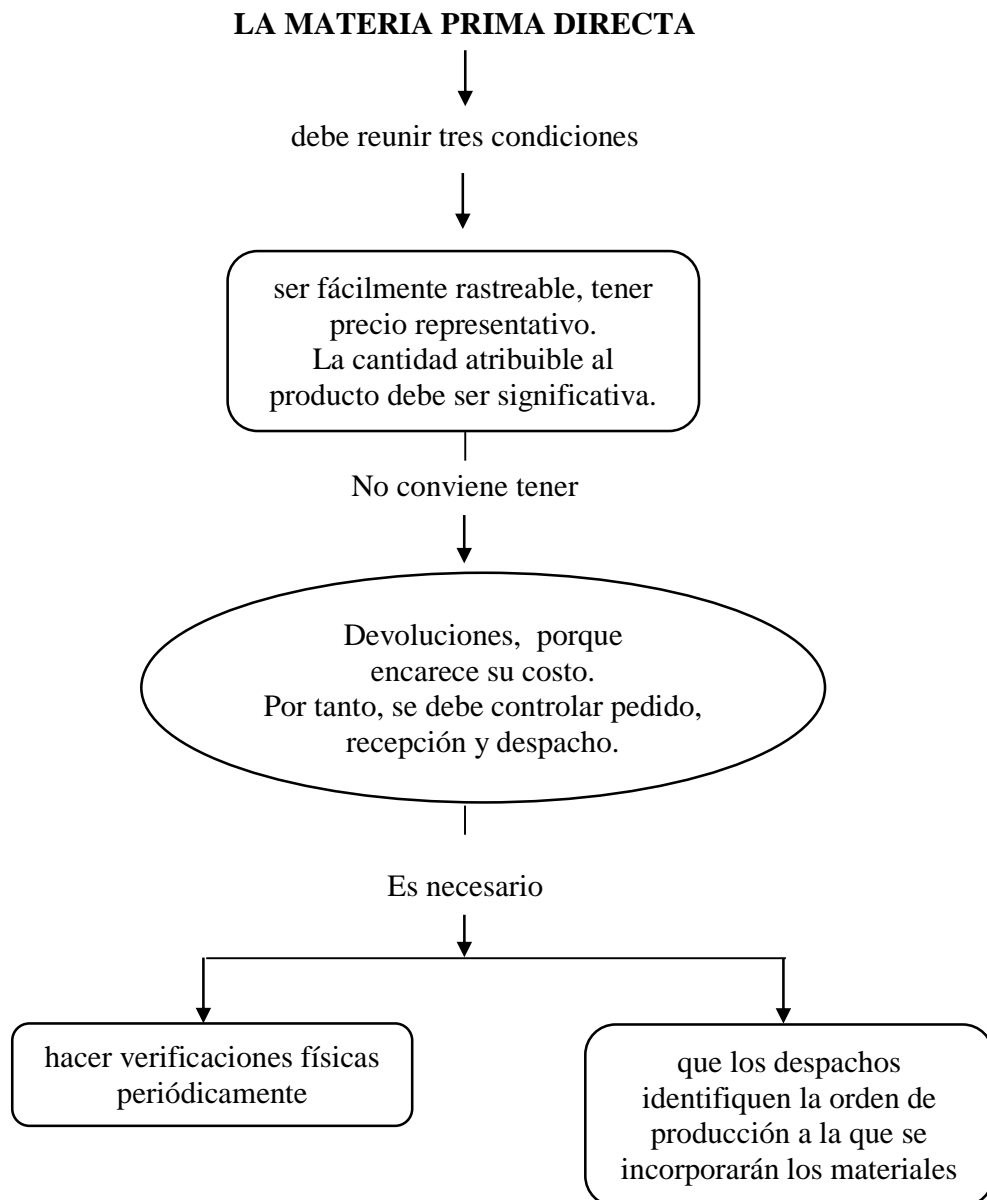 LA MATERIA PRIMA DIRECTA
debe reunir tres condiciones
ser fácilmente rastreable, tener
precio representativo.
La cantidad atribuible al
producto debe ser significativa.
No conviene tener
Devoluciones, porque
encarece su costo.
Por tanto, se debe controlar pedido,
recepción y despacho.
Es necesario
hacer verificaciones físicas
periódicamente
que los despachos
identifiquen la orden de
producción a la que se
incorporarán los materiales